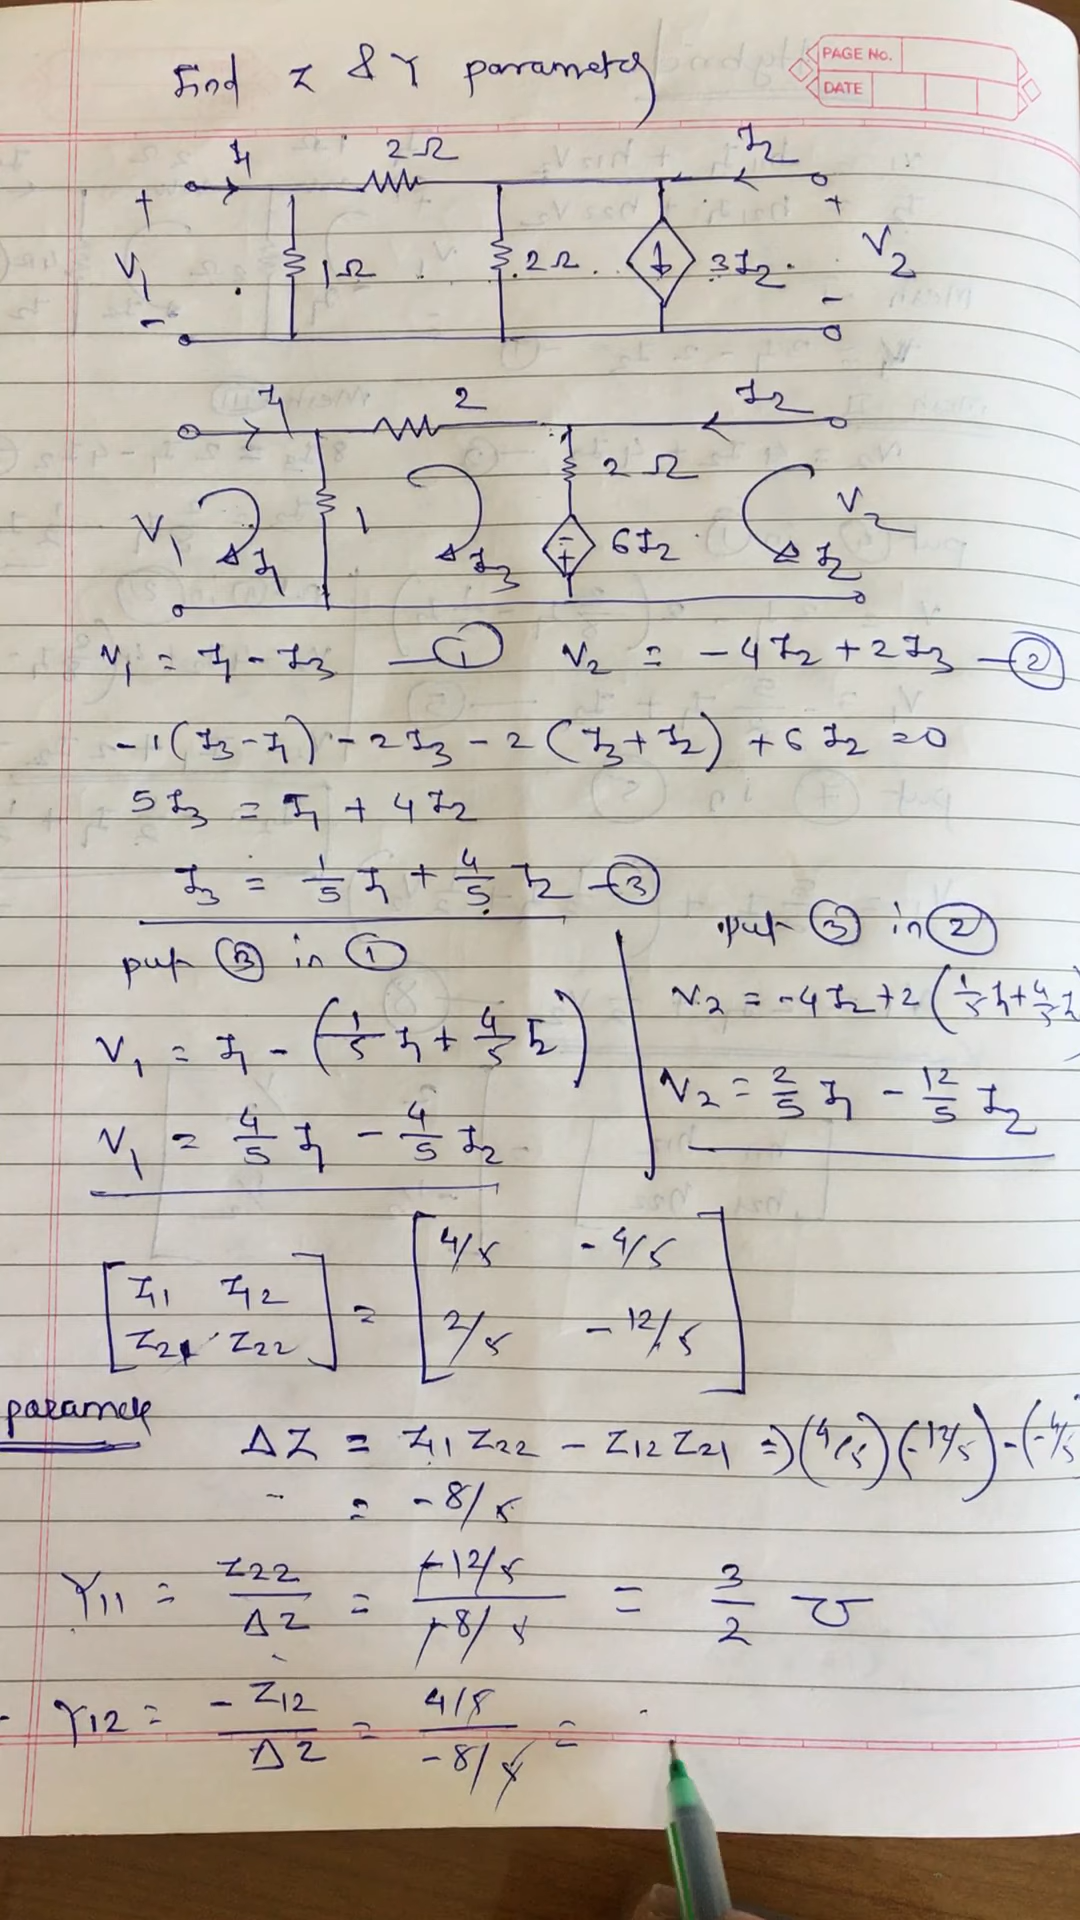 Find Z & Y parameters
PAGE No.
DATE
I1 2Ω I2
+ +
V1 1Ω 2Ω 3I2 V2
- -
I1 2 I2
2Ω
V1 1 6I2 V2
- +
I1 I3 I2
V1 = I1 - I3 — ① V2 = -4I2 + 2I3 — ②
-1(I3 - I1) - 2I3 - 2(I3 + I2) + 6I2 = 0
5I3 = I1 + 4I2
I3 = 1/5 I1 + 4/5 I2 — ③
put ③ in ①
put ③ in ②
V1 = I1 - (1/5 I1 + 4/5 I2)
V2 = -4I2 + 2(1/5 I1 + 4/5 I
V1 = 4/5 I1 - 4/5 I2
V2 = 2/5 I1 - 12/5 I2
[Z11 Z12 = [4/5 -4/5
Z21 Z22] 2/5 -12/5]
parameter
ΔZ = Z11 Z22 - Z12 Z21 ⇒ (4/5)(-12/5) - (-4/5
= -8/5
Y11 = Z22/ΔZ = -12/5 / -8/5 = 3/2 ℧
Y12 = -Z12/ΔZ = 4/5 / -8/5 =